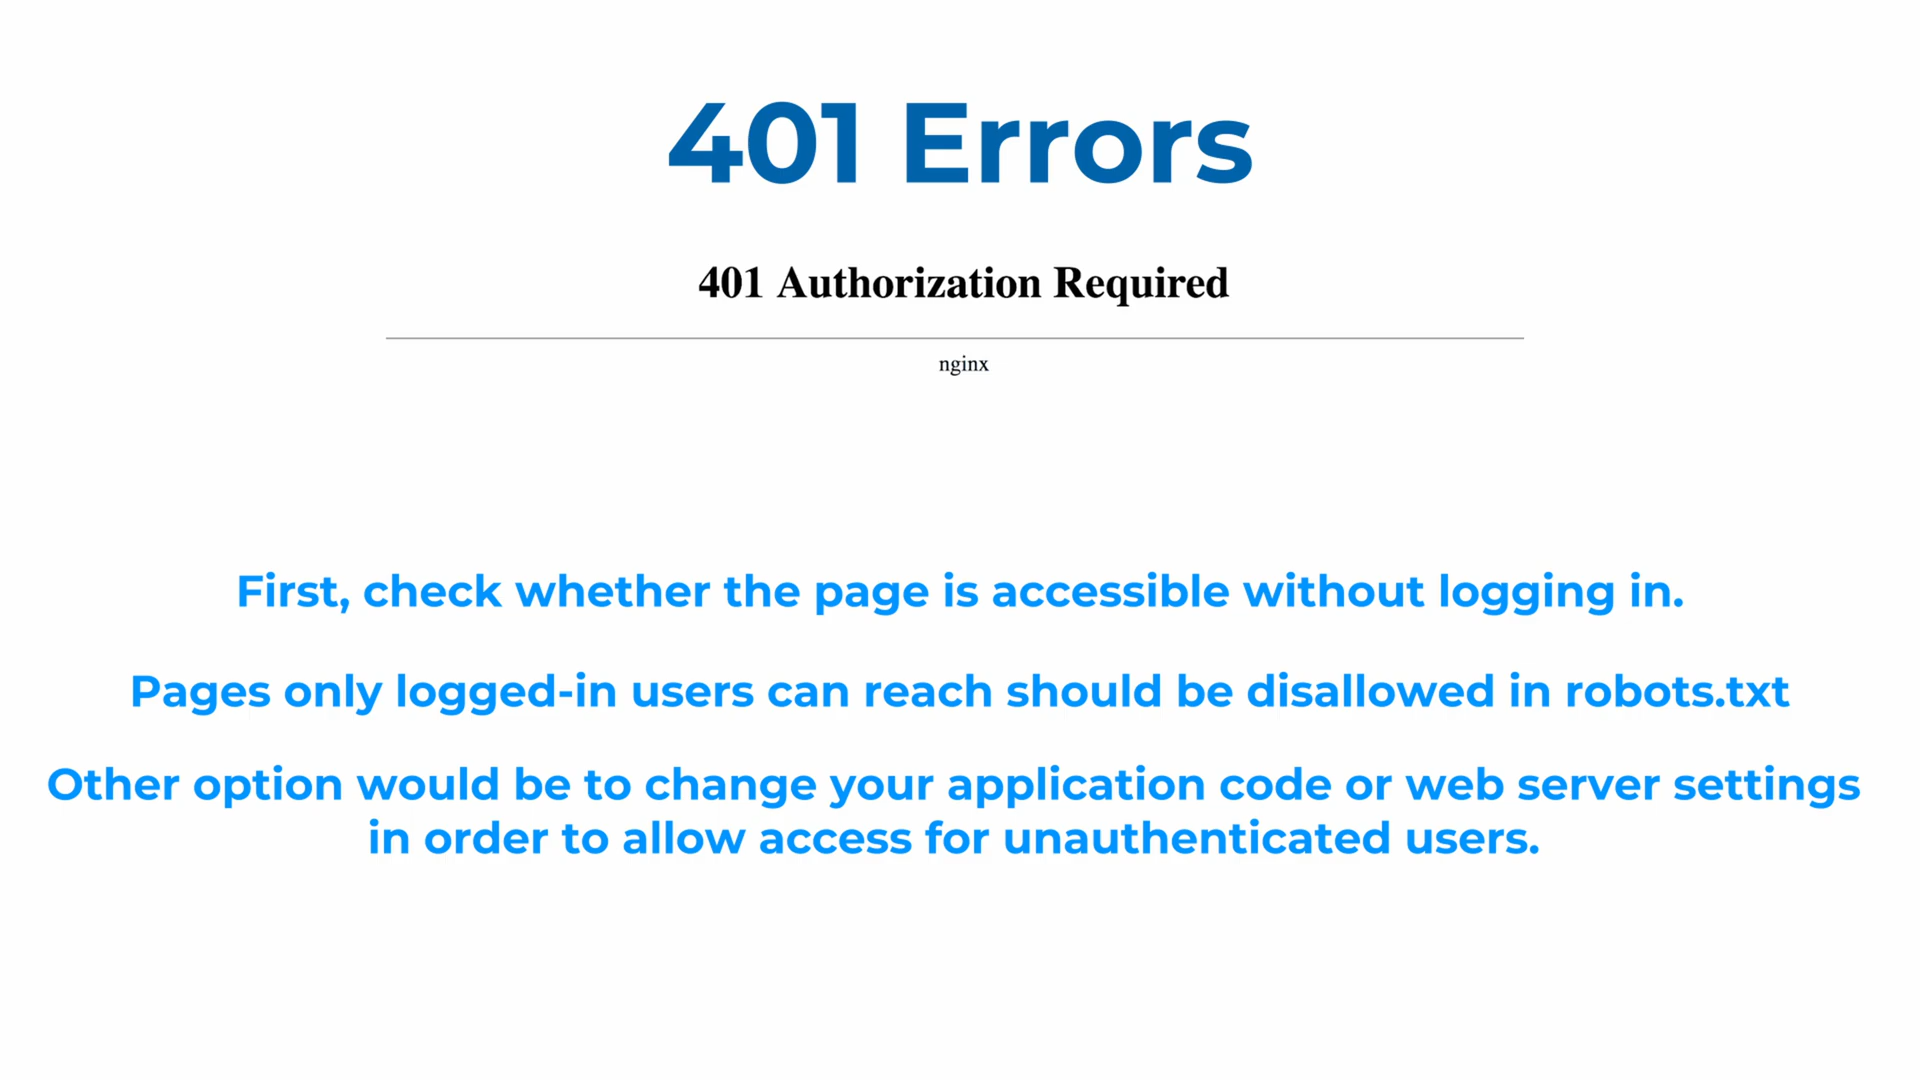 401 Errors
401 Authorization Required
nginx
First, check whether the page is accessible without logging in.
Pages only logged-in users can reach should be disallowed in robots.txt
Other option would be to change your application code or web server settings
in order to allow access for unauthenticated users.